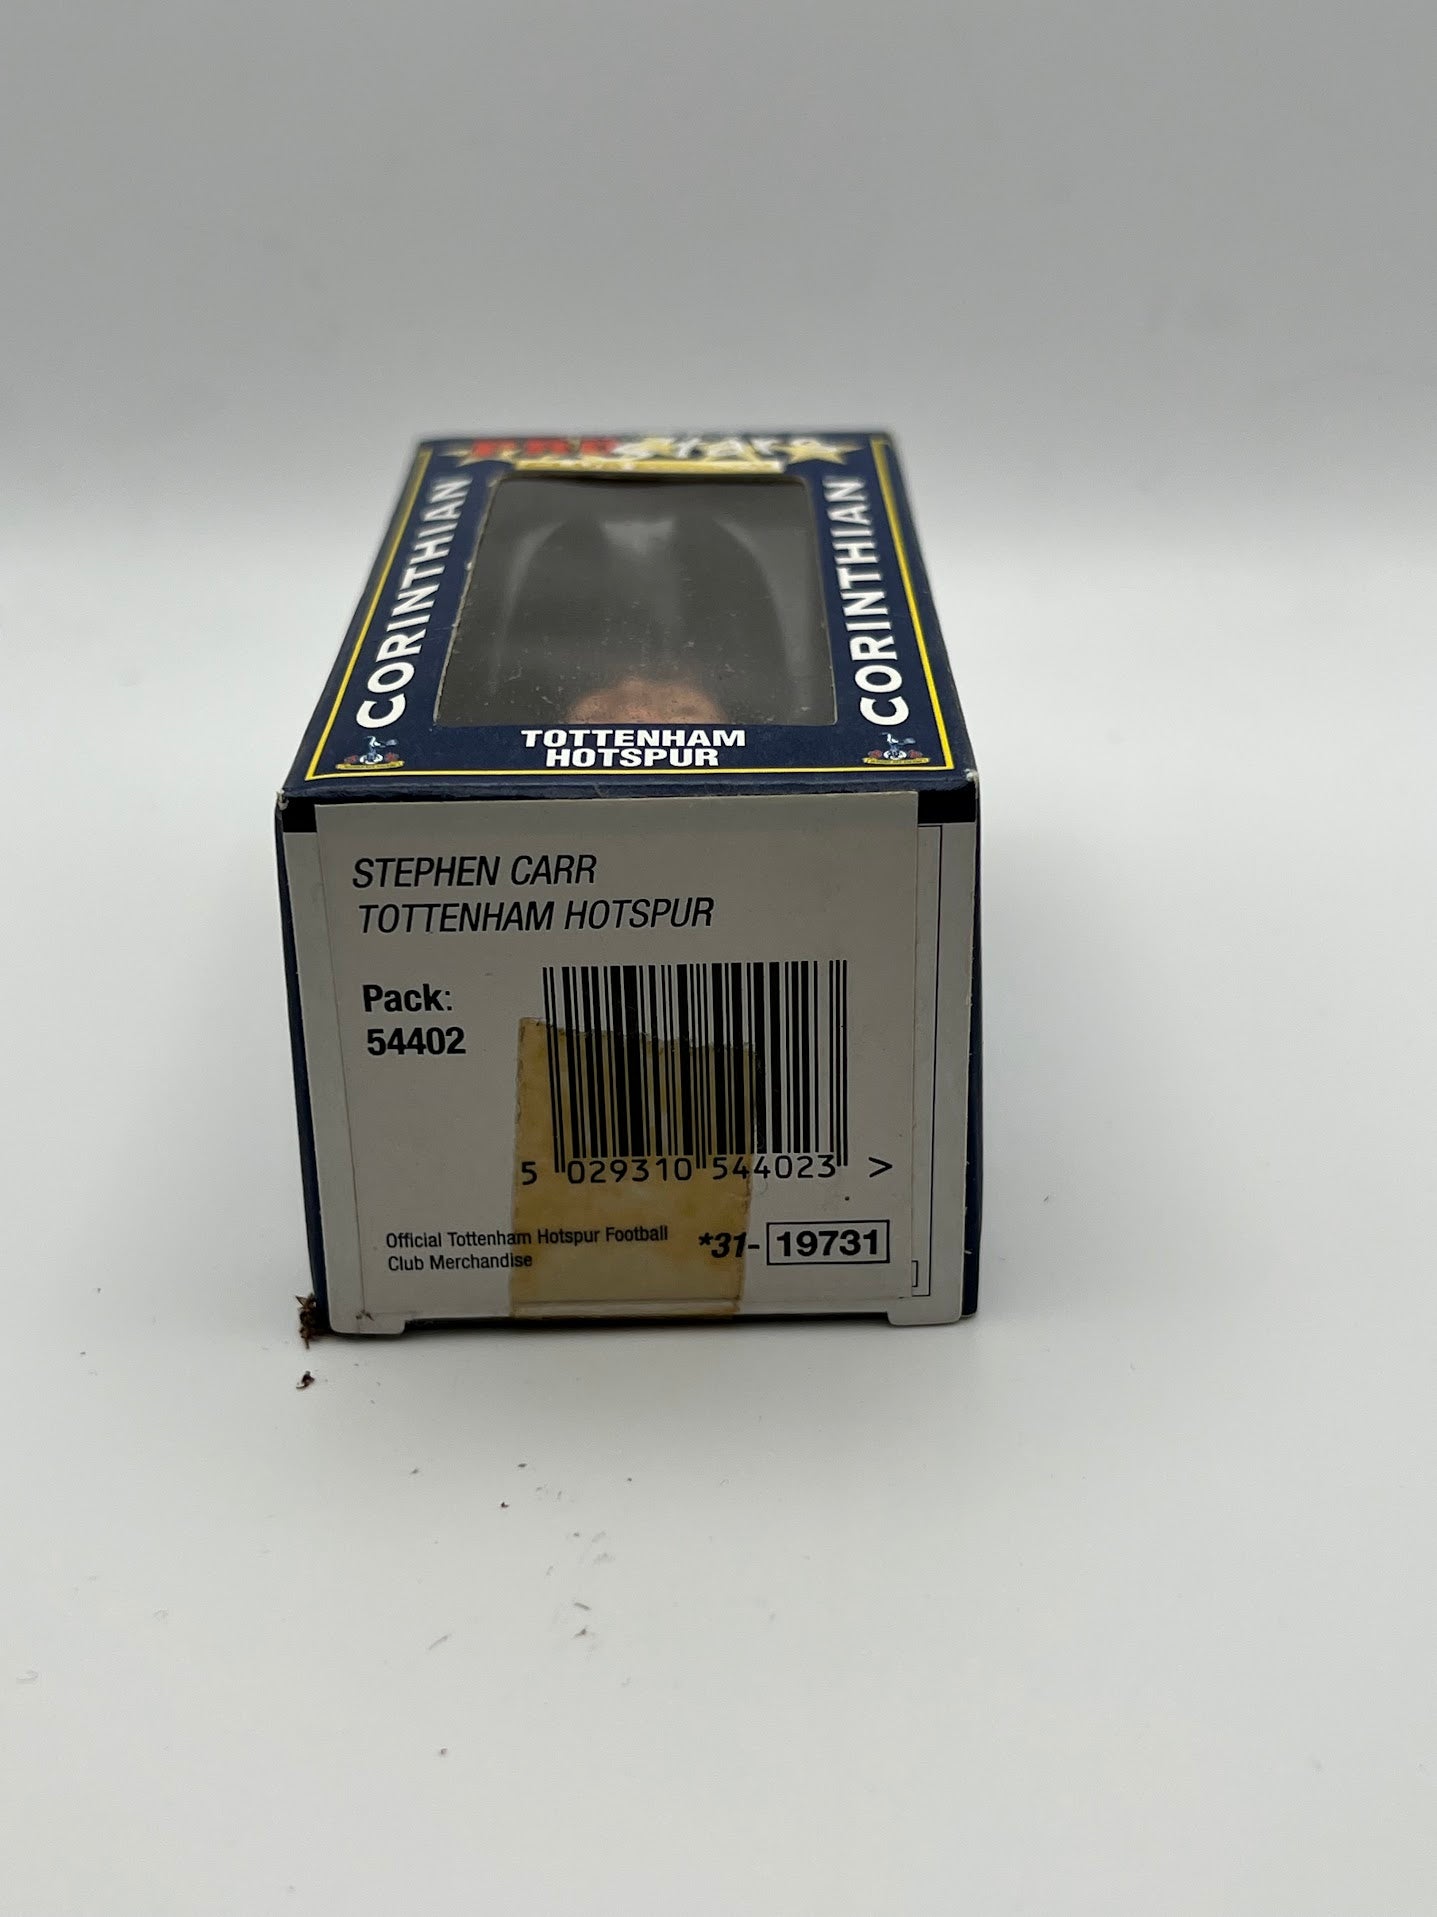 PROStars
CORINTHIAN
CORINTHIAN
TOTTENHAM
HOTSPUR
STEPHEN CARR
TOTTENHAM HOTSPUR
Pack:
54402
5 029310 544023 >
Official Tottenham Hotspur Football
Club Merchandise
*31- 19731